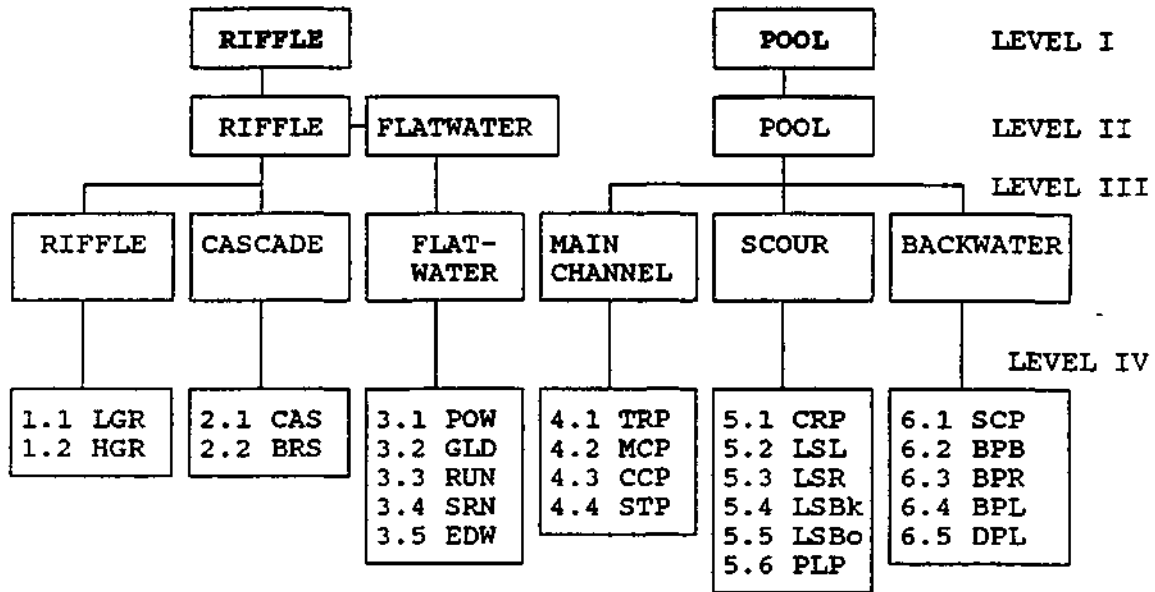 RIFFLE POOL LEVEL I
RIFFLE FLATWATER POOL LEVEL II
LEVEL III
RIFFLE CASCADE FLAT- MAIN SCOUR BACKWATER
WATER CHANNEL
LEVEL IV
1.1 LGR 2.1 CAS 3.1 POW 4.1 TRP 5.1 CRP 6.1 SCP
1.2 HGR 2.2 BRS 3.2 GLD 4.2 MCP 5.2 LSL 6.2 BPB
3.3 RUN 4.3 CCP 5.3 LSR 6.3 BPR
3.4 SRN 4.4 STP 5.4 LSBk 6.4 BPL
3.5 EDW 5.5 LSBo 6.5 DPL
5.6 PLP